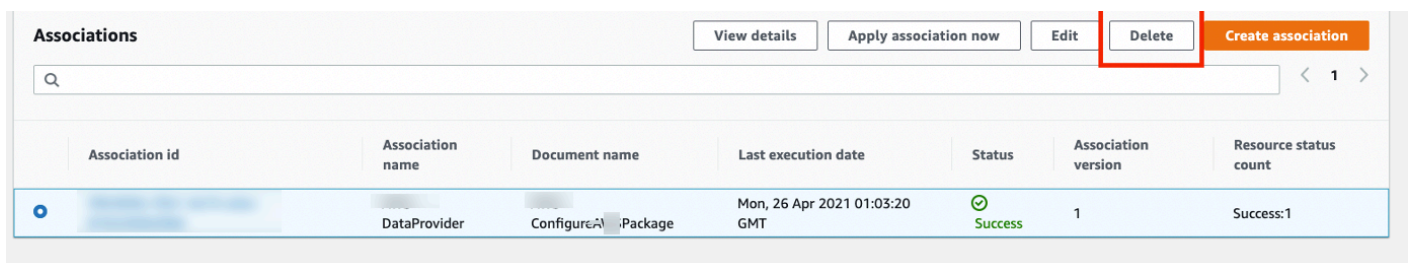 Associations
View details
Apply association now
Edit
Delete
Create association
1
Association id
Association name
Document name
Last execution date
Status
Association version
Resource status count
DataProvider
Mon, 26 Apr 2021 01:03:20 GMT
Success
1
Success:1